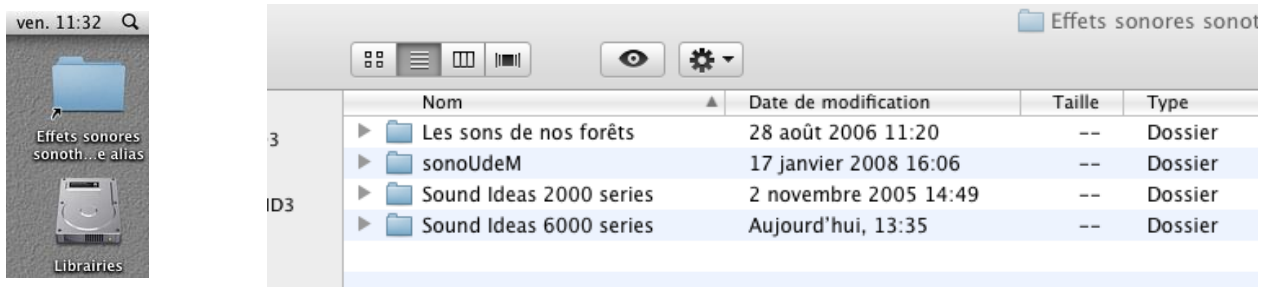 ven. 11:32
Effets sonores
sonoth...e alias
Librairies
Effets sonores sonot
Nom Date de modification Taille Type
3
Les sons de nos forêts 28 août 2006 11:20 -- Dossier
sonoUdeM 17 janvier 2008 16:06 -- Dossier
ID3
Sound Ideas 2000 series 2 novembre 2005 14:49 -- Dossier
Sound Ideas 6000 series Aujourd'hui, 13:35 -- Dossier